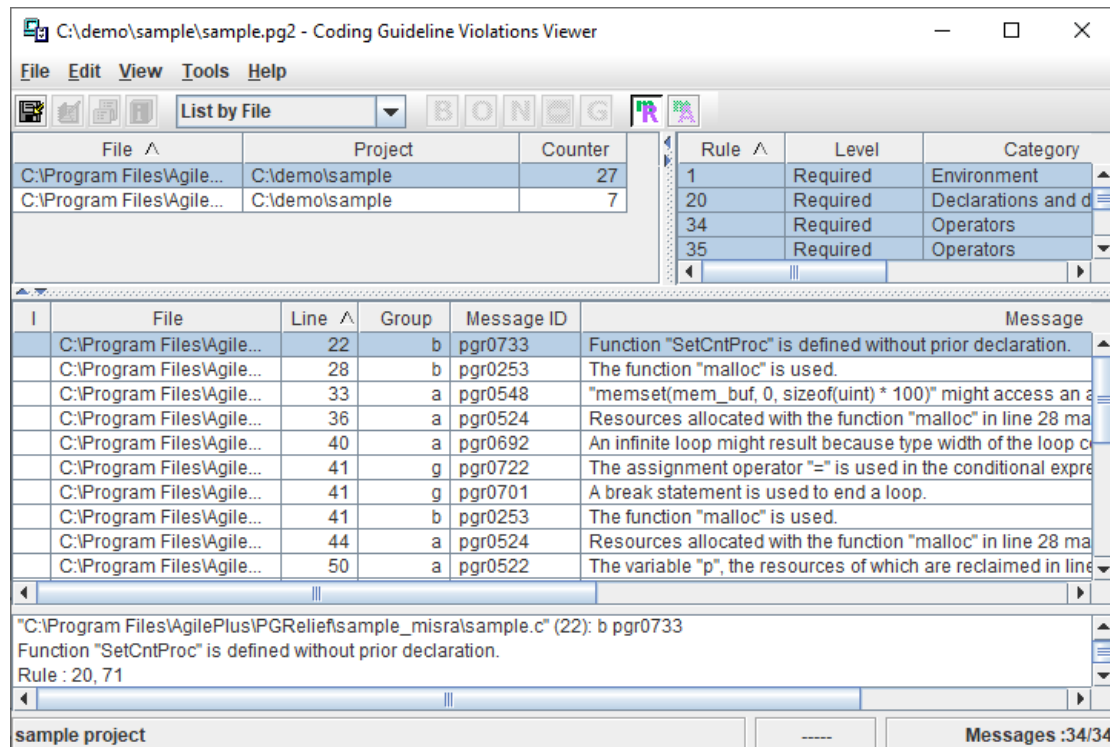 C:\demo\sample\sample.pg2 - Coding Guideline Violations Viewer
File Edit View Tools Help
List by File B O N G R A
File Project Counter Rule Level Category
C:\Program Files\Agile... C:\demo\sample 27 1 Required Environment
C:\Program Files\Agile... C:\demo\sample 7 20 Required Declarations and d
34 Required Operators
35 Required Operators
I File Line Group Message ID Message
C:\Program Files\Agile... 22 b pgr0733 Function "SetCntProc" is defined without prior declaration.
C:\Program Files\Agile... 28 b pgr0253 The function "malloc" is used.
C:\Program Files\Agile... 33 a pgr0548 "memset(mem_buf, 0, sizeof(uint) * 100)" might access an a
C:\Program Files\Agile... 36 a pgr0524 Resources allocated with the function "malloc" in line 28 ma
C:\Program Files\Agile... 40 a pgr0692 An infinite loop might result because type width of the loop c
C:\Program Files\Agile... 41 g pgr0722 The assignment operator "=" is used in the conditional expre
C:\Program Files\Agile... 41 g pgr0701 A break statement is used to end a loop.
C:\Program Files\Agile... 41 b pgr0253 The function "malloc" is used.
C:\Program Files\Agile... 44 a pgr0524 Resources allocated with the function "malloc" in line 28 ma
C:\Program Files\Agile... 50 a pgr0522 The variable "p", the resources of which are reclaimed in line
"C:\Program Files\AgilePlus\PGRelief\sample_misra\sample.c" (22): b pgr0733
Function "SetCntProc" is defined without prior declaration.
Rule : 20, 71
sample project ----- Messages :34/34